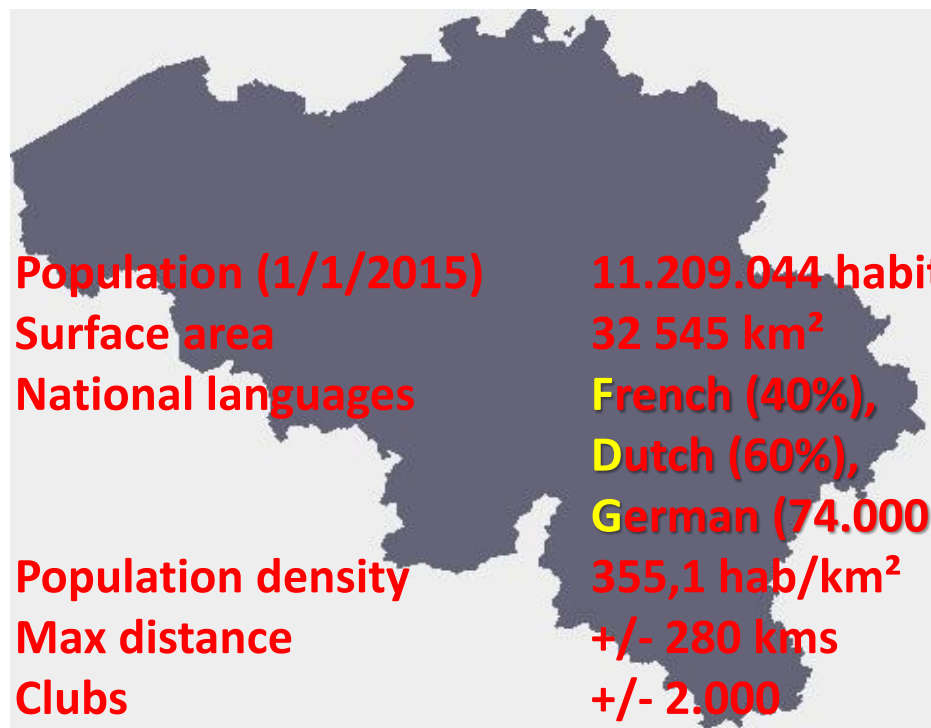 Population (1/1/2015) 11.209.044 habit
Surface area 32 545 km²
National languages French (40%),
Dutch (60%),
German (74.000
Population density 355,1 hab/km²
Max distance +/- 280 kms
Clubs +/- 2.000